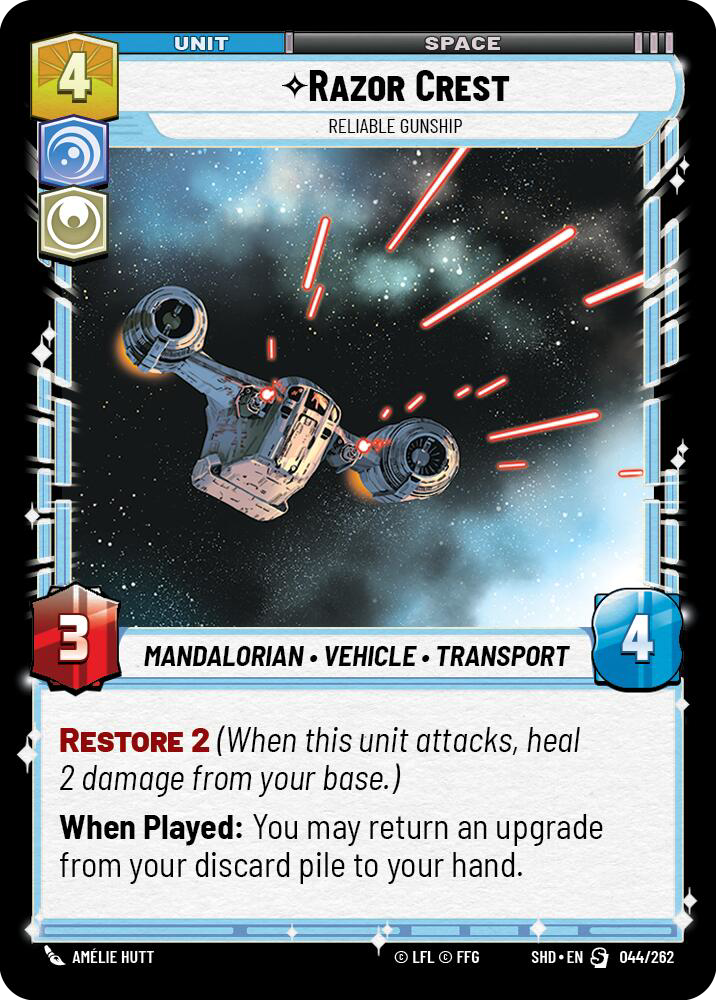 UNIT
SPACE
4
✧RAZOR CREST
RELIABLE GUNSHIP
3
MANDALORIAN • VEHICLE • TRANSPORT
4
RESTORE 2 (When this unit attacks, heal
2 damage from your base.)
When Played: You may return an upgrade
from your discard pile to your hand.
AMÉLIE HUTT
© LFL © FFG
SHD • EN
044/262